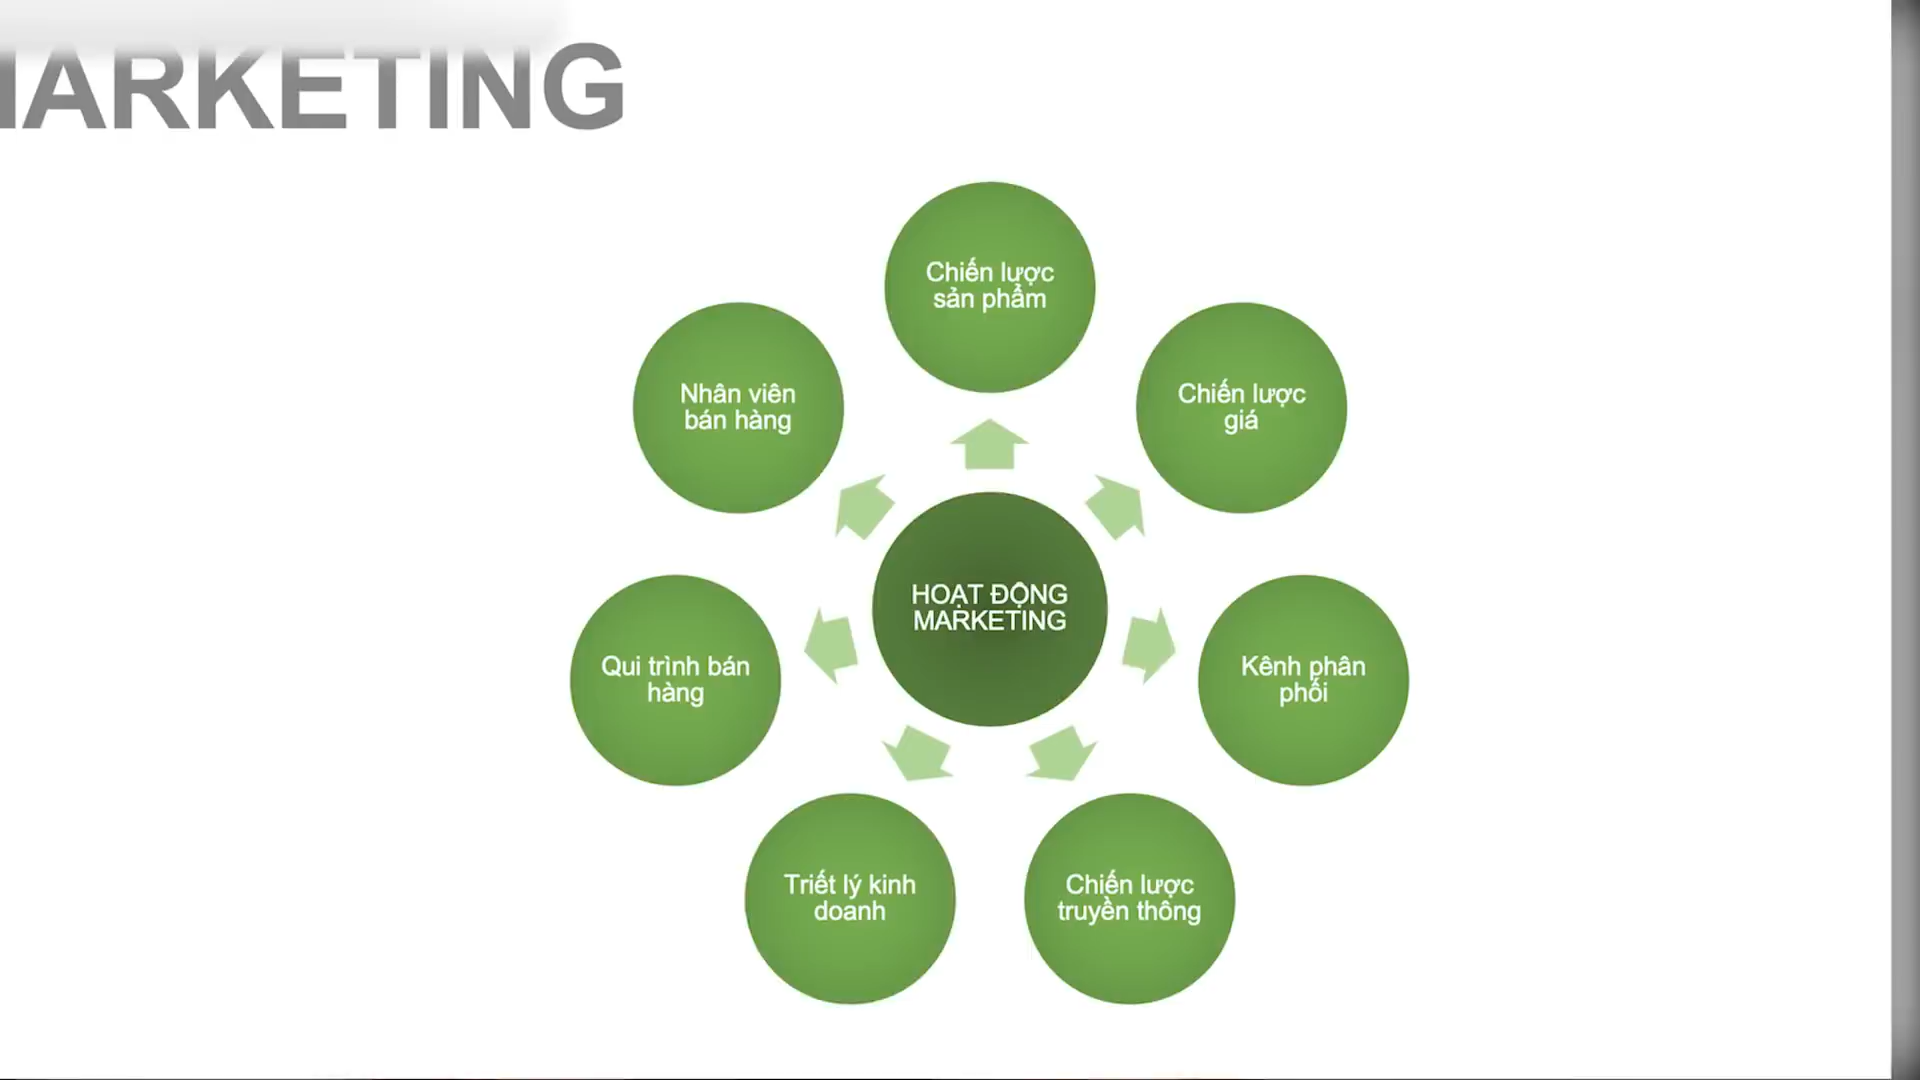 MARKETING
Chiến lược
sản phẩm
Nhân viên
bán hàng
Chiến lược
giá
HOẠT ĐỘNG
MARKETING
Qui trình bán
hàng
Kênh phân
phối
Triết lý kinh
doanh
Chiến lược
truyền thông